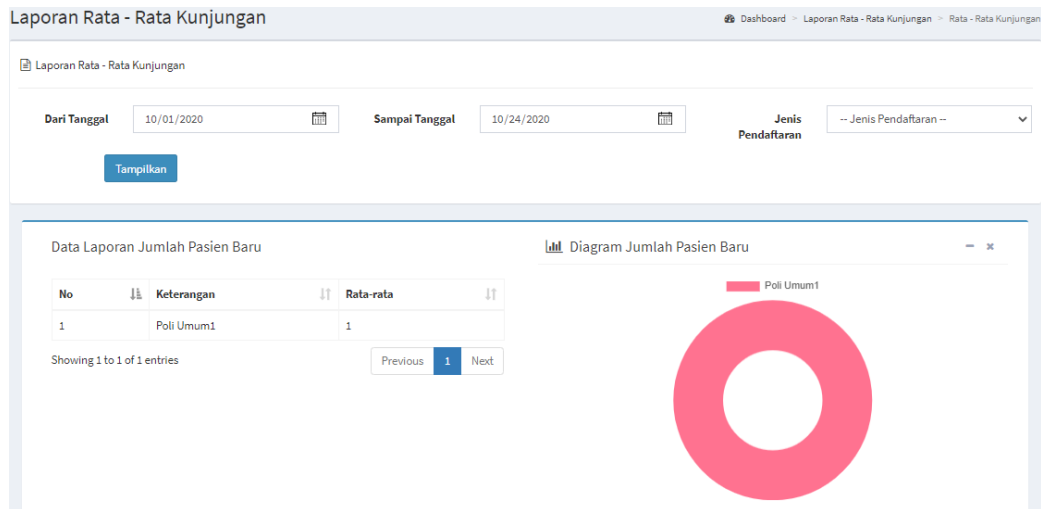 Laporan Rata - Rata Kunjungan
Dashboard > Laporan Rata - Rata Kunjungan > Rata - Rata Kunjungan
Laporan Rata - Rata Kunjungan
Dari Tanggal 10/01/2020 Sampai Tanggal 10/24/2020 Jenis Pendaftaran -- Jenis Pendaftaran --
Tampilkan
Data Laporan Jumlah Pasien Baru
Diagram Jumlah Pasien Baru
No Keterangan Rata-rata
1 Poli Umum1 1
Showing 1 to 1 of 1 entries
Previous 1 Next
Poli Umum1